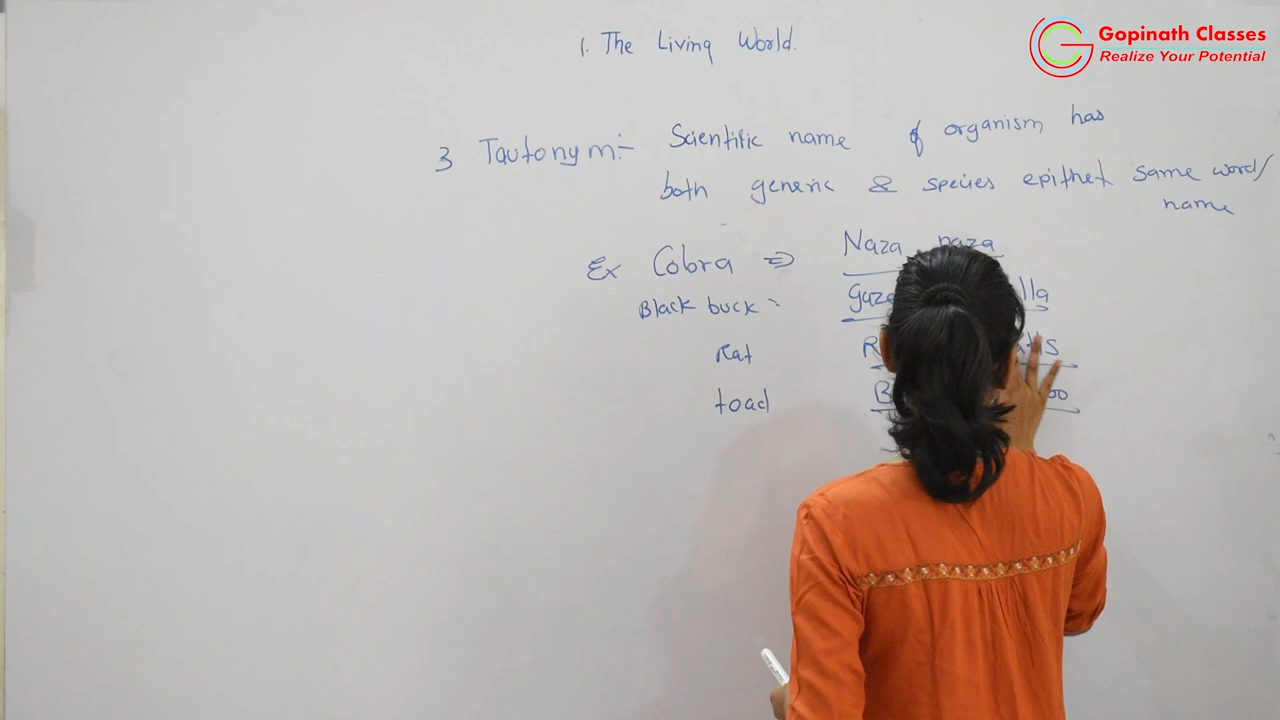 1. The Living World.
Gopinath Classes
Realize Your Potential
3 Tautonym:- Scientific name of organism has
both generic & species epithet same word/
name
Ex Cobra ⇒ Naza naza
Black buck =
Rat
toad